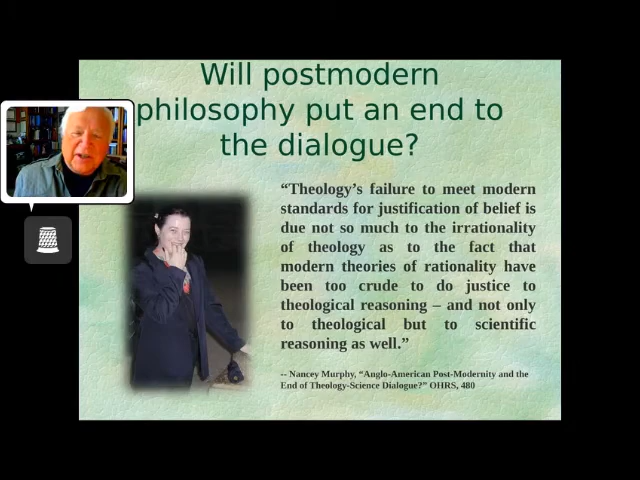 Will postmodern
philosophy put an end to
the dialogue?
“Theology’s failure to meet modern
standards for justification of belief is
due not so much to the irrationality
of theology as to the fact that
modern theories of rationality have
been too crude to do justice to
theological reasoning – and not only
to theological but to scientific
reasoning as well.”
-- Nancey Murphy, “Anglo-American Post-Modernity and the
End of Theology-Science Dialogue?” OHRS, 480